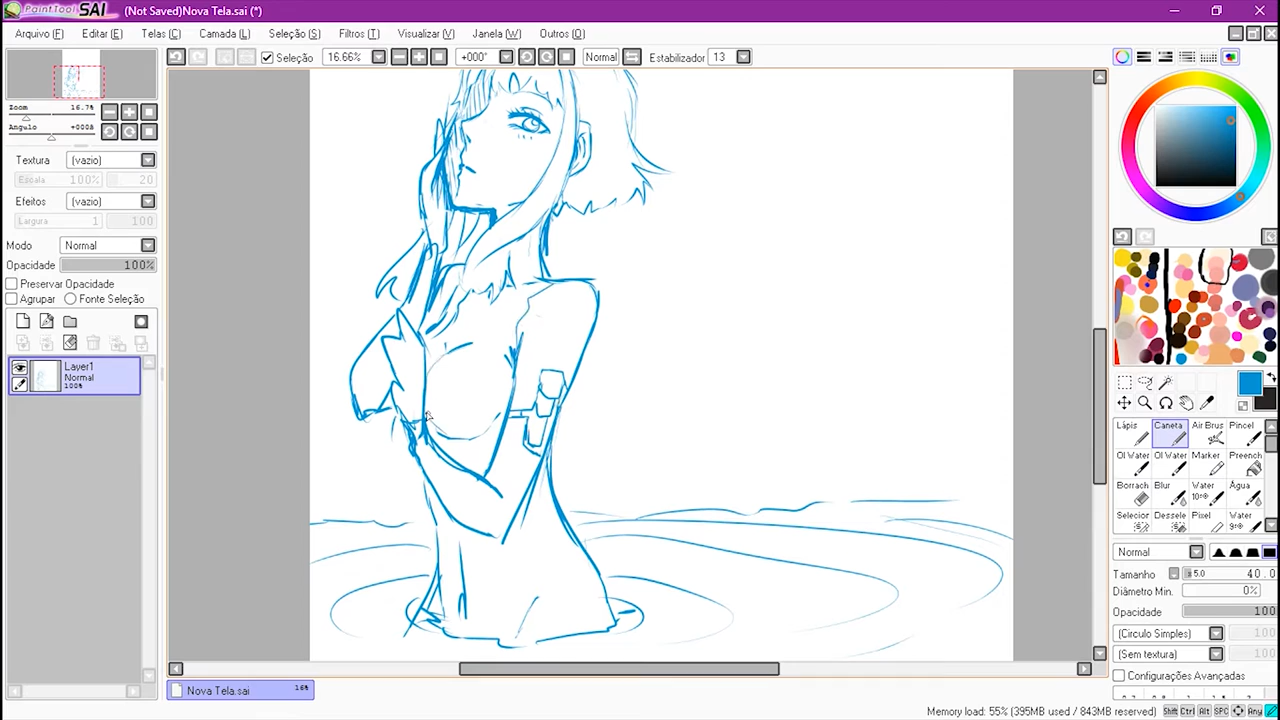 PaintTool SAI (Not Saved)Nova Tela.sai (*)
Arquivo (F) Editar (E) Telas (C) Camada (L) Seleção (S) Filtros (T) Visualizar (V) Janela (W) Outros (O)
Seleção 16.66% +000° Normal Estabilizador 13
Zoom 16.7%
Angulo +000°
Textura (vazio)
Escala 100% 20
Efeitos (vazio)
Largura 1 100
Modo Normal
Opacidade 100%
Preservar Opacidade
Agrupar Fonte Seleção
Layer1
Normal
100%
Lápis Caneta Air Brus Pincel
Ol Water Ol Water Marker Preench
Borrach Blur Water Água
Selecior Dessele Pixel Water
Normal
Tamanho x 5.0 40.0
Diâmetro Mín. 0%
Opacidade 100
(Circulo Simples) 100
(Sem textura) 100
Configurações Avançadas
Nova Tela.sai 16%
Memory load: 55% (395MB used / 843MB reserved) Shift Ctrl Alt SPC Any